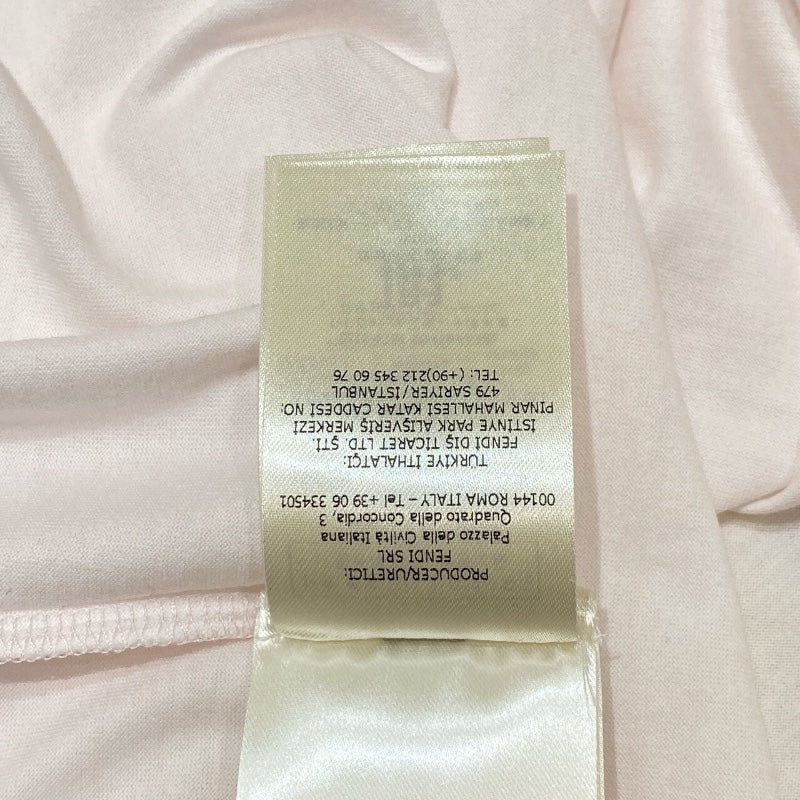 PRODUCER/URETICI:
FENDI SRL
Palazzo della Civiltà Italiana
Quadrato della Concordia, 3
00144 ROMA ITALY - Tel +39 06 334501
TÜRKİYE İTHALATÇI:
FENDİ DIŞ TİCARET LTD. ŞTİ.
İSTİNYE PARK ALIŞVERİŞ MERKEZİ
PINAR MAHALLESİ KATAR CADDESİ NO.
479 SARIYER/İSTANBUL
TEL: (+90)212 345 60 76